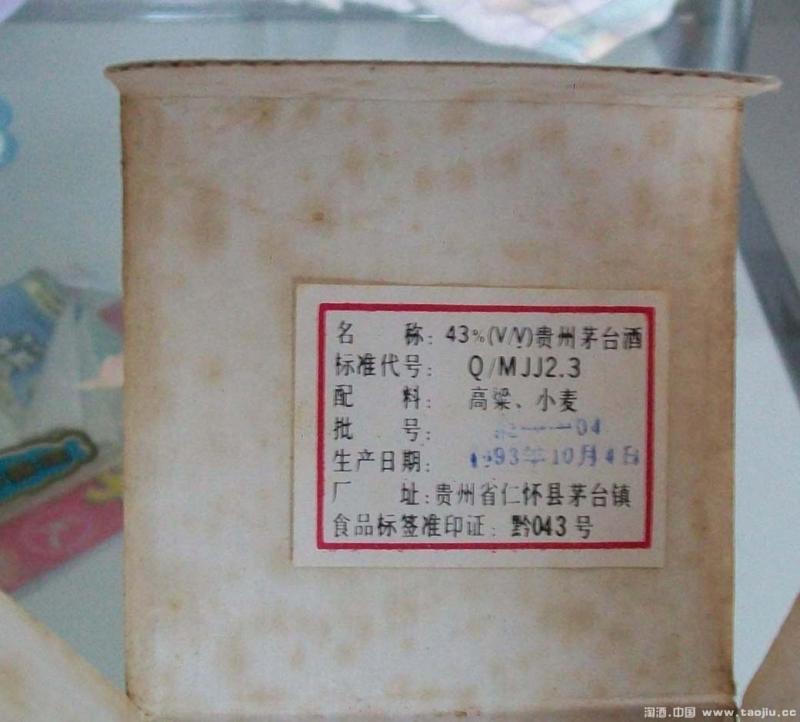 名 称: 43%(V/V)贵州茅台酒
标准代号: Q/MJJ2.3
配 料: 高粱、小麦
批 号: 04
生产日期: 1993年10月4日
厂 址:贵州省仁怀县茅台镇
食品标签准印证: 黔043号
淘酒.中国 www.taojiu.cc